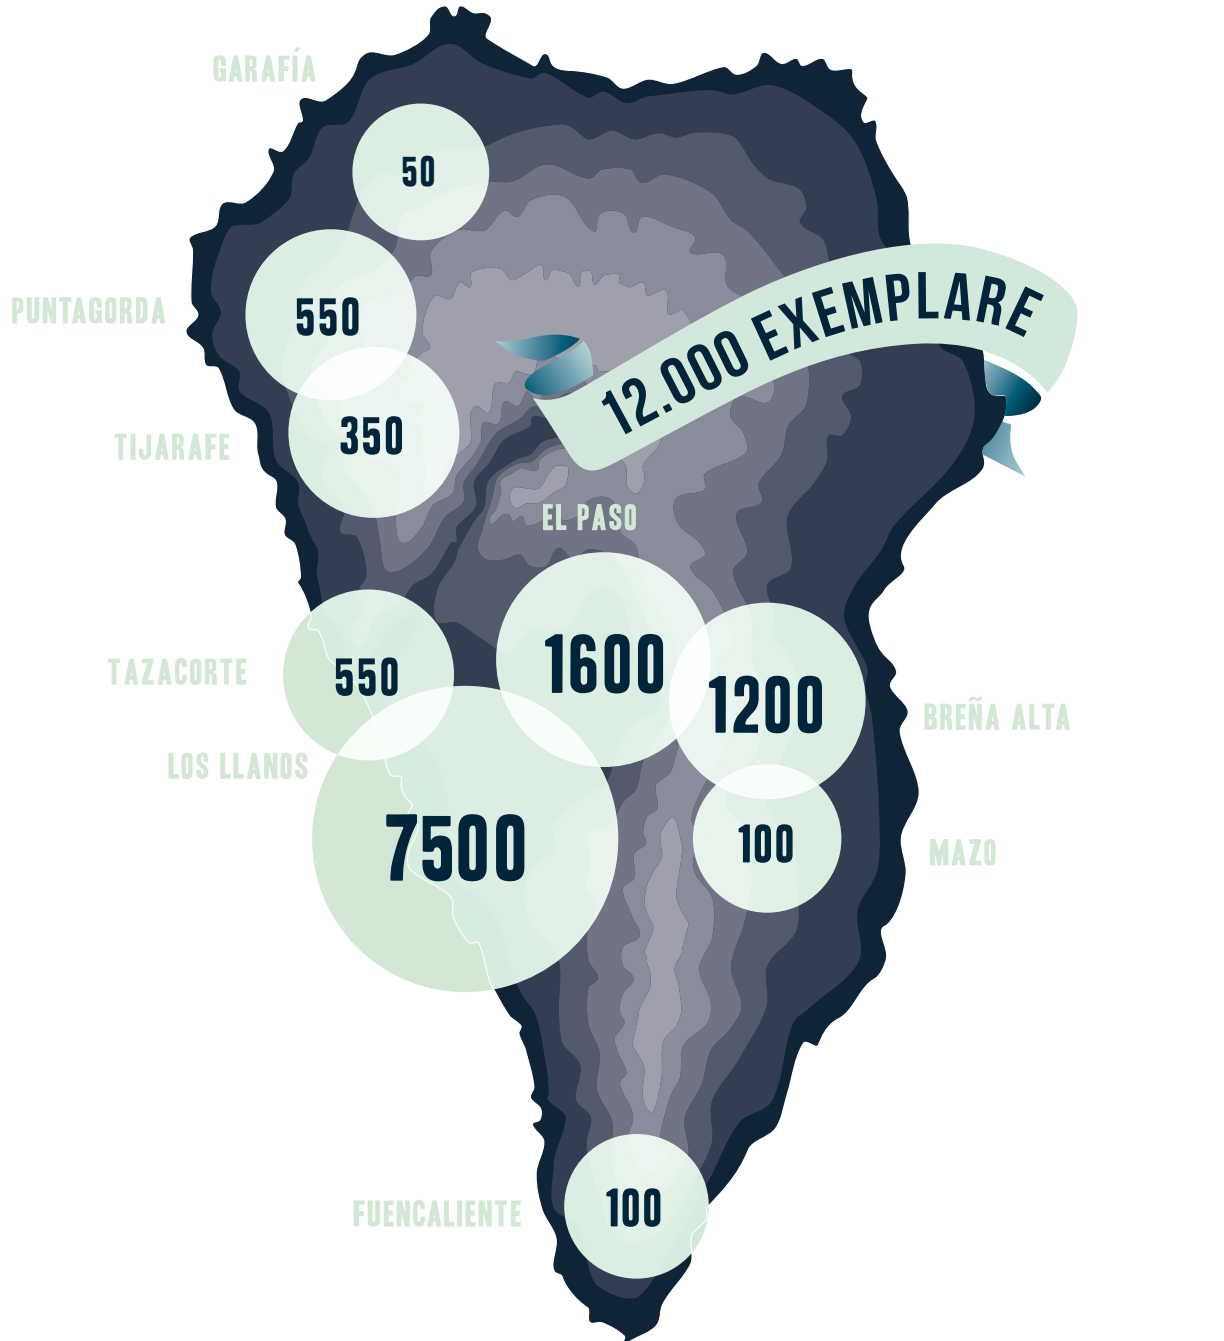 GARAFÍA
50
PUNTAGORDA
550
12.000 EXEMPLARE
TIJARAFE
350
EL PASO
TAZACORTE
550
1600
1200
BREÑA ALTA
LOS LLANOS
7500
100
MAZO
FUENCALIENTE
100